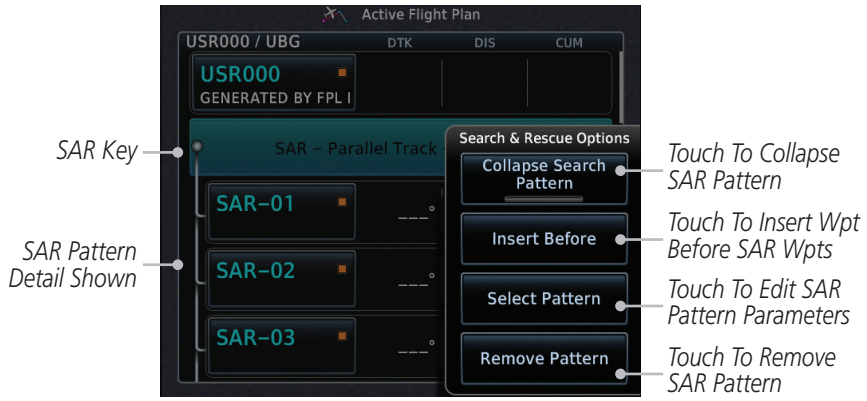 Active Flight Plan
USR000 / UBG DTK DIS CUM
USR000
GENERATED BY FPL I
SAR – Parallel Track
SAR–01
___°
SAR–02
___°
SAR–03
___°
Search & Rescue Options
Collapse Search
Pattern
Insert Before
Select Pattern
Remove Pattern
SAR Key
SAR Pattern
Detail Shown
Touch To Collapse
SAR Pattern
Touch To Insert Wpt
Before SAR Wpts
Touch To Edit SAR
Pattern Parameters
Touch To Remove
SAR Pattern